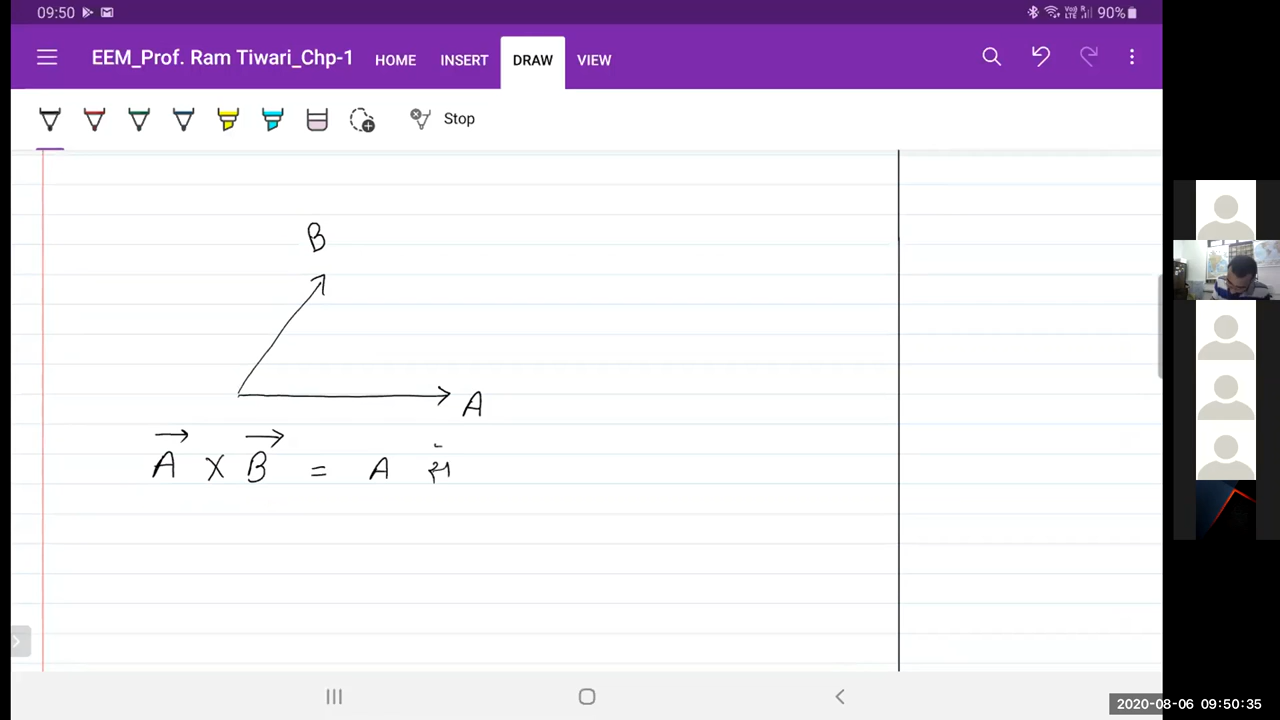 09:50 90%
EEM_Prof. Ram Tiwari_Chp-1 HOME INSERT DRAW VIEW
Stop
B
A
A X B = A
2020-08-06 09:50:35